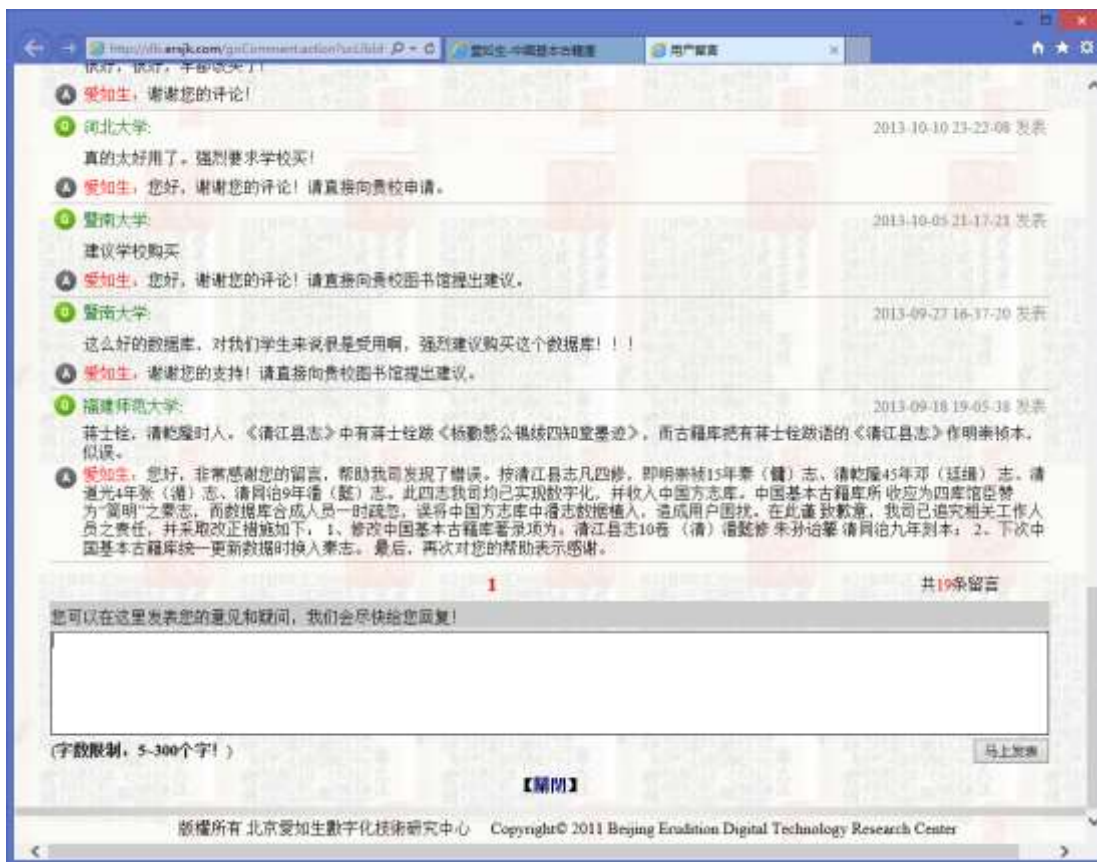 爱如生-中国基本古籍库
用户留言
爱如生：谢谢您的评论！
河北大学:
2013-10-10 23-22-08 发表
真的太好用了。强烈要求学校买！
爱如生：您好，谢谢您的评论！请直接向贵校申请。
暨南大学:
2013-10-05 21-17-21 发表
建议学校购买
爱如生：您好，谢谢您的评论！请直接向贵校图书馆提出建议。
暨南大学:
2013-09-27 16-37-20 发表
这么好的数据库，对我们学生来说很是受用啊，强烈建议购买这个数据库！！！
爱如生：谢谢您的支持！请直接向贵校图书馆提出建议。
福建师范大学:
2013-09-18 19-05-38 发表
蒋士铨，清乾隆时人。《清江县志》中有蒋士铨跋《杨勤悫公锡绂四知堂墨迹》，而古籍库把有蒋士铨跋语的《清江县志》作明崇祯本，
似误。
爱如生：您好，非常感谢您的留言，帮助我司发现了错误。按清江县志凡四修，即明崇祯15年秦（镛）志、清乾隆45年邓（廷缉）志、清
道光4年张（湄）志、清同治9年潘（懿）志。此四志我司均已实现数字化，并收入中国方志库。中国基本古籍库所收应为四库馆臣赞
为“简明”之秦志，而数据库合成人员一时疏忽，误将中国方志库中潘志数据植入，造成用户困扰。在此谨致歉意，我司已追究相关工作人
员之责任，并采取改正措施如下：1、修改中国基本古籍库著录项为：清江县志10卷（清）潘懿修 朱孙诒纂 清同治九年刻本；2、下次中
国基本古籍库统一更新数据时换入秦志。 最后，再次对您的帮助表示感谢。
1
共19条留言
您可以在这里发表您的意见和疑问，我们会尽快给您回复！
(字数限制：5-300个字！)
马上发表
【關閉】
版權所有 北京愛如生數字化技術研究中心 Copyright© 2011 Beijing Erudition Digital Technology Research Center